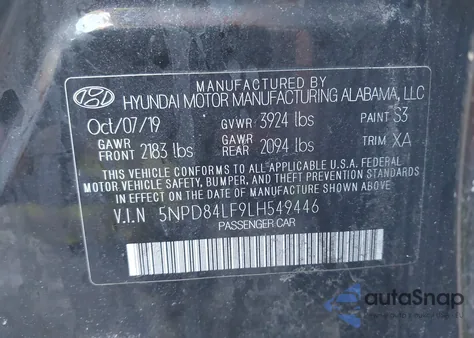 MANUFACTURED BY
HYUNDAI MOTOR MANUFACTURING ALABAMA, LLC
Oct/07/19 GVWR 3924 lbs PAINT S3
GAWR FRONT 2183 lbs GAWR REAR 2094 lbs TRIM XA
THIS VEHICLE CONFORMS TO ALL APPLICABLE U.S. FEDERAL
MOTOR VEHICLE SAFETY, BUMPER, AND THEFT PREVENTION STANDARDS
IN EFFECT ON THE DATE OF MANUFACTURE SHOWN ABOVE.
V.I.N 5NPD84LF9LH549446
PASSENGER CAR
autoSnap